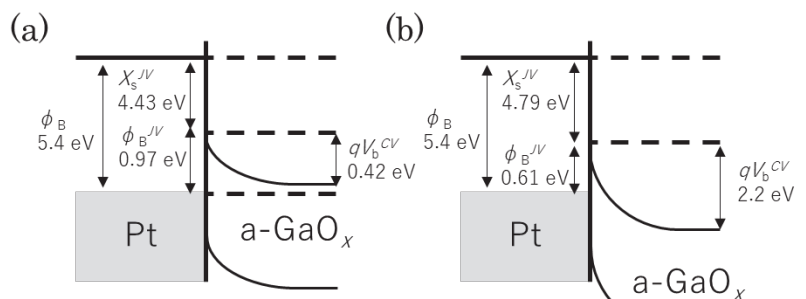 (a)
X_s^JV
4.43 eV
ϕ_B
5.4 eV
ϕ_B^JV
0.97 eV
qV_b^CV
0.42 eV
Pt
a-GaO_x
(b)
X_s^JV
4.79 eV
ϕ_B
5.4 eV
ϕ_B^JV
0.61 eV
qV_b^CV
2.2 eV
Pt
a-GaO_x